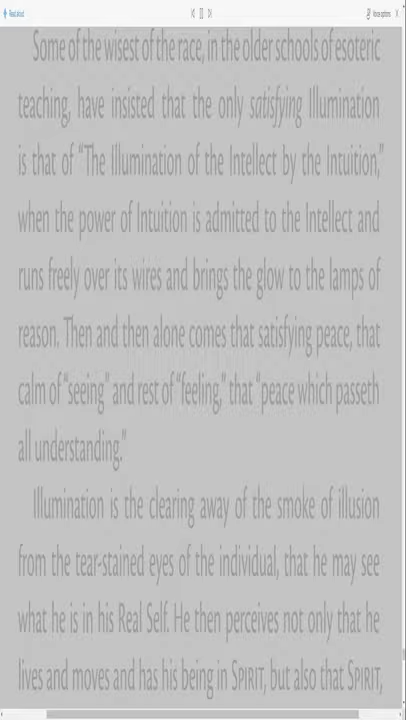 Read aloud
Voice options
Some of the wisest of the race, in the older schools of esoteric
teaching, have insisted that the only satisfying Illumination
is that of “The Illumination of the Intellect by the Intuition,”
when the power of Intuition is admitted to the Intellect and
runs freely over its wires and brings the glow to the lamps of
reason. Then and then alone comes that satisfying peace, that
calm of “seeing” and rest of “feeling,” that “peace which passeth
all understanding.”
Illumination is the clearing away of the smoke of illusion
from the tear-stained eyes of the individual, that he may see
what he is in his Real Self. He then perceives not only that he
lives and moves and has his being in SPIRIT, but also that SPIRIT,